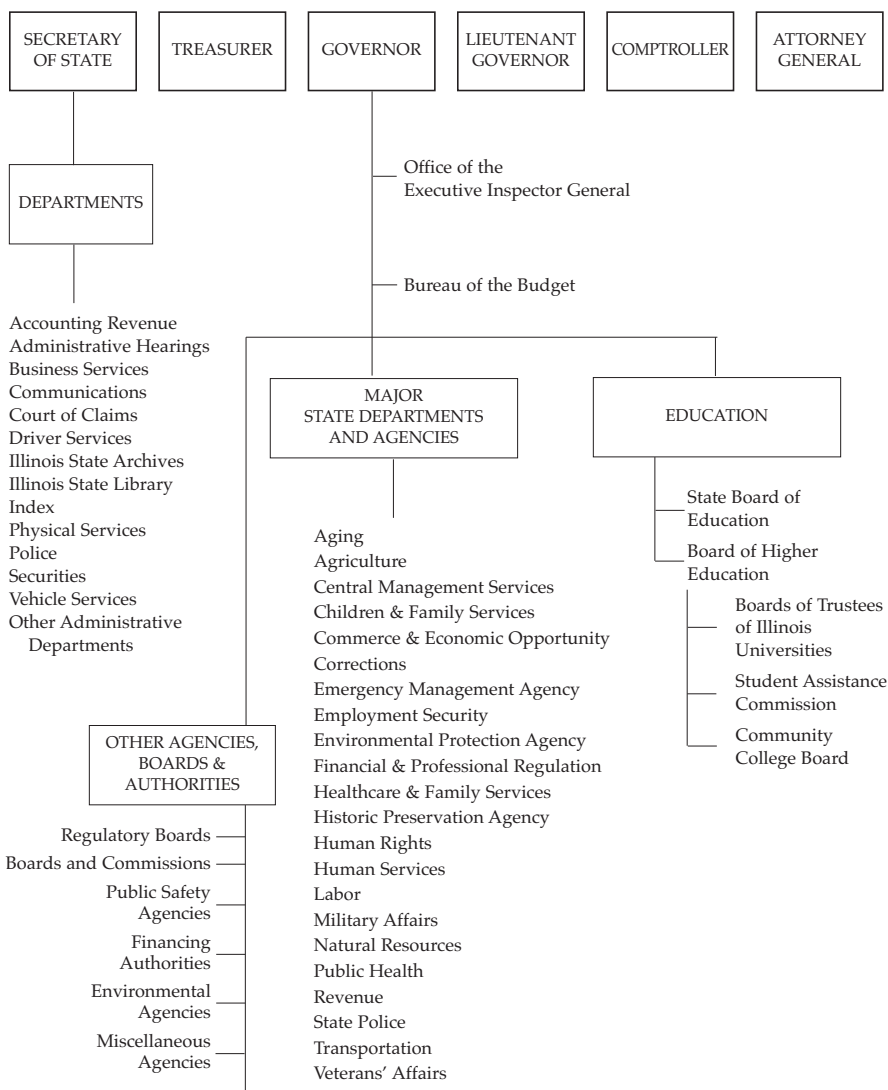 SECRETARY
OF STATE
TREASURER
GOVERNOR
LIEUTENANT
GOVERNOR
COMPTROLLER
ATTORNEY
GENERAL
DEPARTMENTS
Accounting Revenue
Administrative Hearings
Business Services
Communications
Court of Claims
Driver Services
Illinois State Archives
Illinois State Library
Index
Physical Services
Police
Securities
Vehicle Services
Other Administrative
Departments
Office of the
Executive Inspector General
Bureau of the Budget
OTHER AGENCIES,
BOARDS &
AUTHORITIES
Regulatory Boards
Boards and Commissions
Public Safety
Agencies
Financing
Authorities
Environmental
Agencies
Miscellaneous
Agencies
MAJOR
STATE DEPARTMENTS
AND AGENCIES
Aging
Agriculture
Central Management Services
Children & Family Services
Commerce & Economic Opportunity
Corrections
Emergency Management Agency
Employment Security
Environmental Protection Agency
Financial & Professional Regulation
Healthcare & Family Services
Historic Preservation Agency
Human Rights
Human Services
Labor
Military Affairs
Natural Resources
Public Health
Revenue
State Police
Transportation
Veterans' Affairs
EDUCATION
State Board of
Education
Board of Higher
Education
Boards of Trustees
of Illinois
Universities
Student Assistance
Commission
Community
College Board